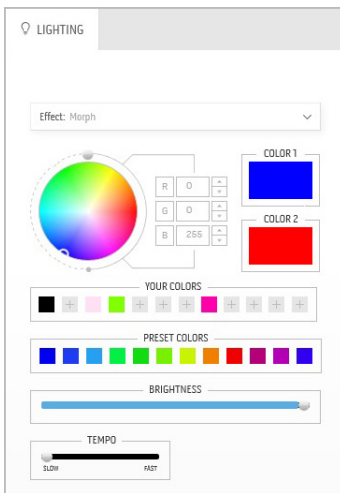 LIGHTING
Effect: Morph
COLOR 1
R 0
G 0
B 255
COLOR 2
YOUR COLORS
PRESET COLORS
BRIGHTNESS
TEMPO
SLOW FAST